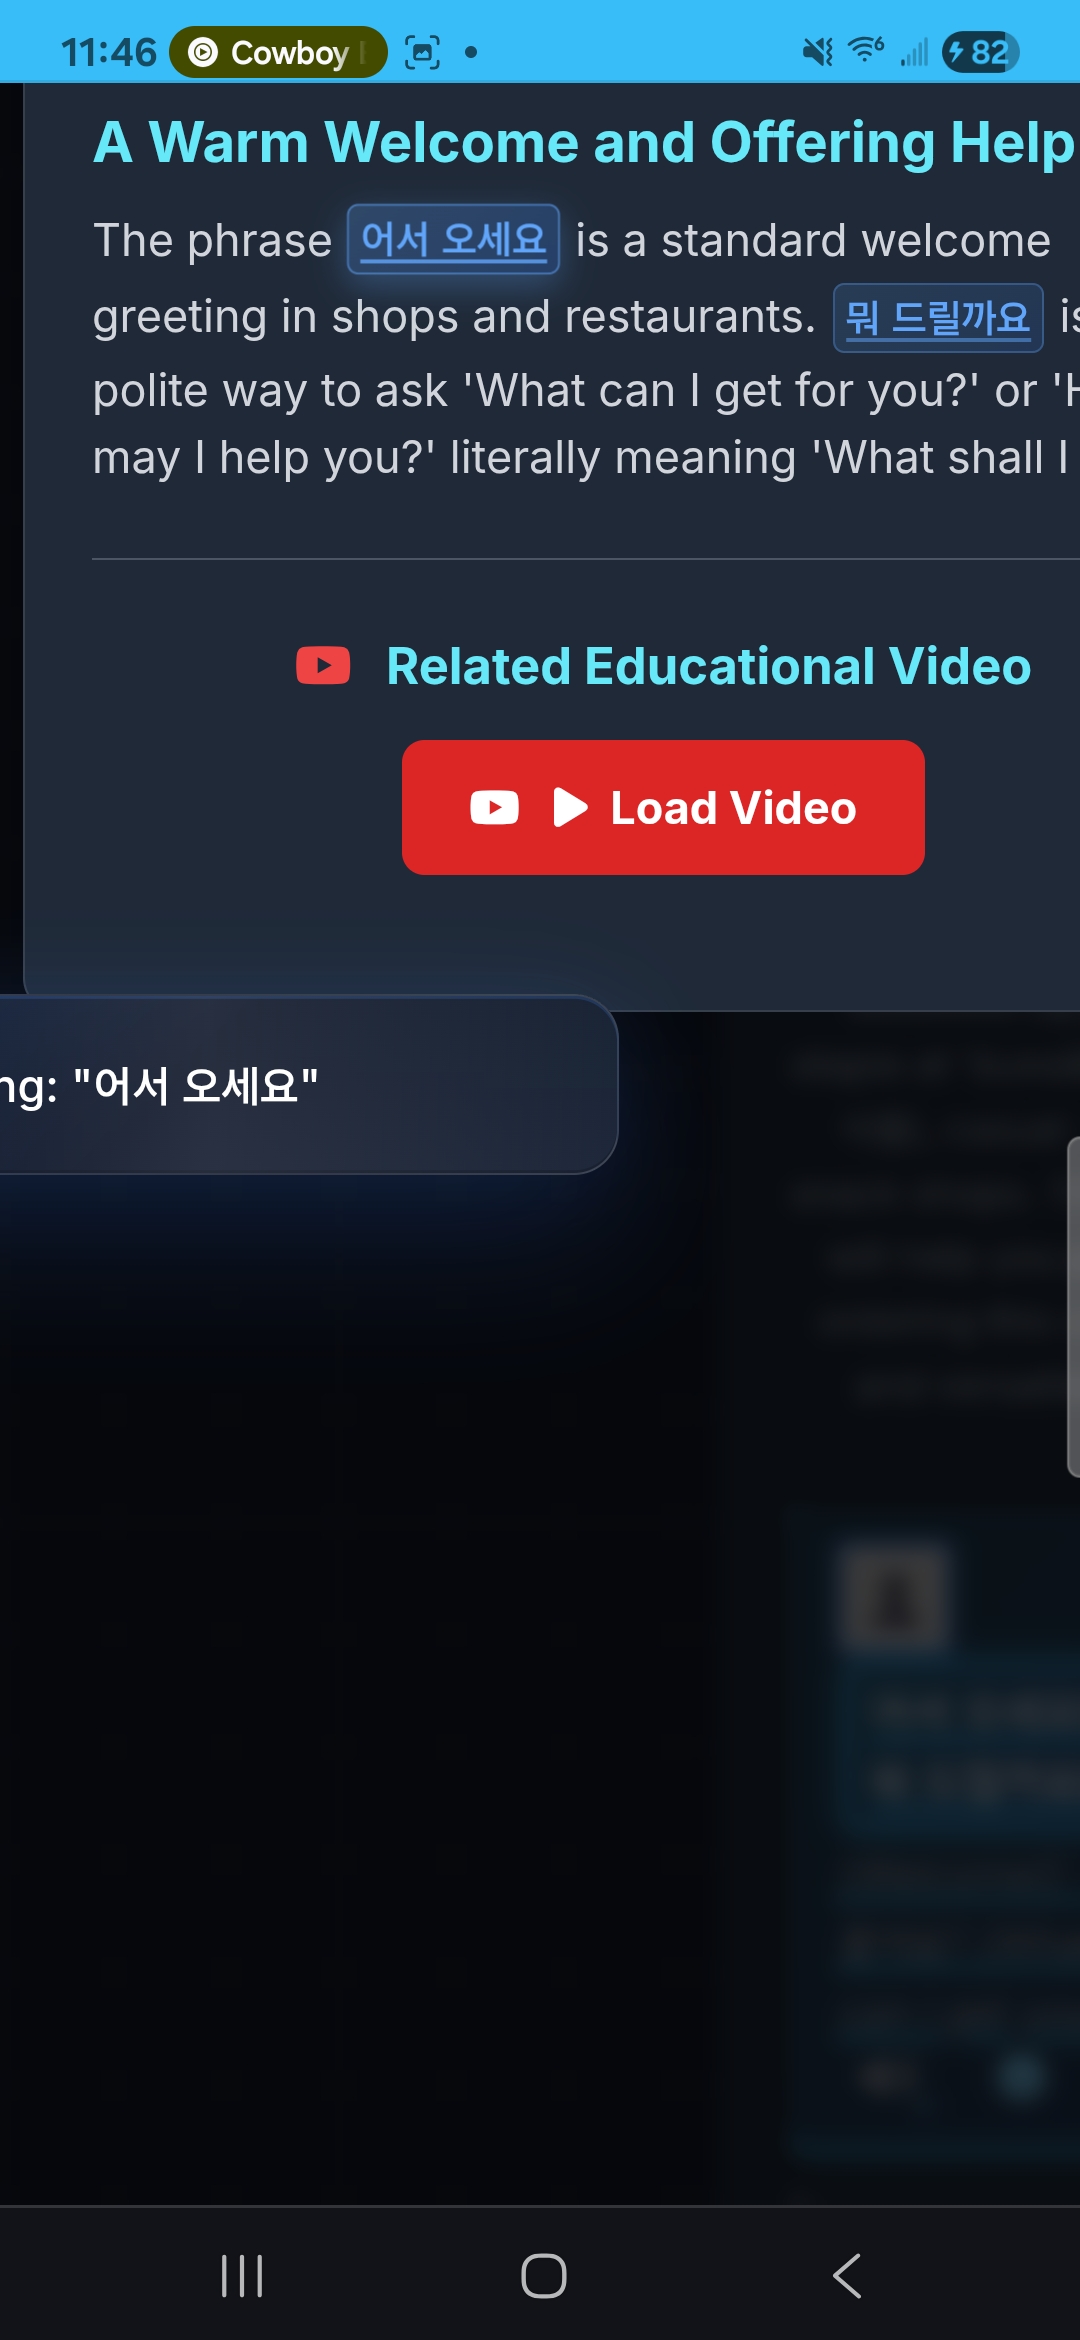 11:46 Cowboy 82
A Warm Welcome and Offering Help
The phrase 어서 오세요 is a standard welcome
greeting in shops and restaurants. 뭐 드릴까요 is
polite way to ask 'What can I get for you?' or 'H
may I help you?' literally meaning 'What shall I
Related Educational Video
Load Video
ng: "어서 오세요"